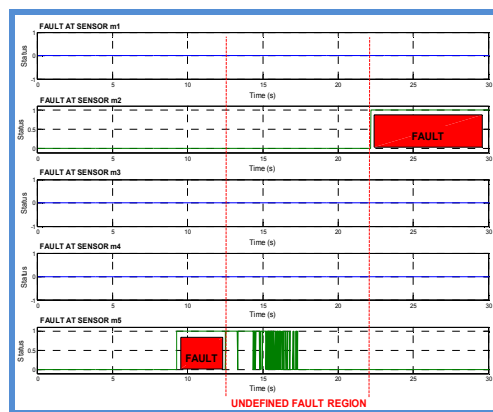 FAULT AT SENSOR m1
Status
1
0
-1
0 5 10 15 20 25 30
Time (s)
FAULT AT SENSOR m2
Status
1
0.5
0
FAULT
0 5 10 15 20 25 30
Time (s)
FAULT AT SENSOR m3
Status
1
0
-1
0 5 10 15 20 25 30
Time (s)
FAULT AT SENSOR m4
Status
1
0
-1
0 5 10 15 20 25 30
Time (s)
FAULT AT SENSOR m5
Status
1
0.5
0
FAULT
0 5 10 15 20 25 30
Time (s)
UNDEFINED FAULT REGION